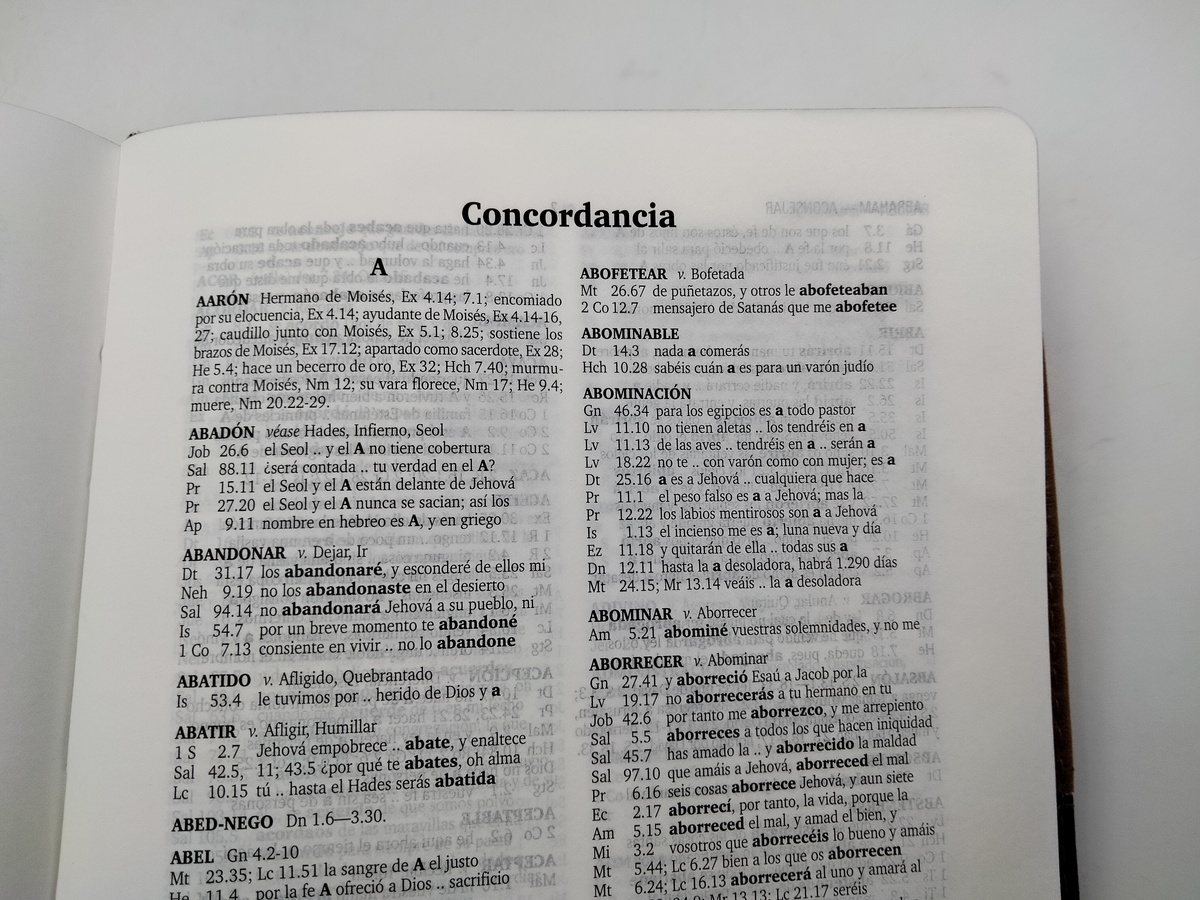 Concordancia
A
AARÓN Hermano de Moisés, Ex 4.14; 7.1; encomiado
por su elocuencia, Ex 4.14; ayudante de Moisés, Ex 4.14-16,
27; caudillo junto con Moisés, Ex 5.1; 8.25; sostiene los
brazos de Moisés, Ex 17.12; apartado como sacerdote, Ex 28;
He 5.4; hace un becerro de oro, Ex 32; Hch 7.40; murmu-
ra contra Moisés, Nm 12; su vara florece, Nm 17; He 9.4;
muere, Nm 20.22-29.
ABADÓN véase Hades, Infierno, Seol
Job 26.6 el Seol .. y el A no tiene cobertura
Sal 88.11 ¿será contada .. tu verdad en el A?
Pr 15.11 el Seol y el A están delante de Jehová
Pr 27.20 el Seol y el A nunca se sacian; así los
Ap 9.11 nombre en hebreo es A, y en griego
ABANDONAR v. Dejar, Ir
Dt 31.17 los abandonaré, y esconderé de ellos mi
Neh 9.19 no los abandonaste en el desierto
Sal 94.14 no abandonará Jehová a su pueblo, ni
Is 54.7 por un breve momento te abandoné
1 Co 7.13 consiente en vivir .. no lo abandone
ABATIDO v. Afligido, Quebrantado
Is 53.4 le tuvimos por .. herido de Dios y a
ABATIR v. Afligir, Humillar
1 S 2.7 Jehová empobrece .. abate, y enaltece
Sal 42.5, 11; 43.5 ¿por qué te abates, oh alma
Lc 10.15 tú .. hasta el Hades serás abatida
ABED-NEGO Dn 1.6—3.30.
ABEL Gn 4.2-10
Mt 23.35; Lc 11.51 la sangre de A el justo
He 11.4 por la fe A ofreció a Dios .. sacrificio
ABOFETEAR v. Bofetada
Mt 26.67 de puñetazos, y otros le abofeteaban
2 Co 12.7 mensajero de Satanás que me abofetee
ABOMINABLE
Dt 14.3 nada a comerás
Hch 10.28 sabéis cuán a es para un varón judío
ABOMINACIÓN
Gn 46.34 para los egipcios es a todo pastor
Lv 11.10 no tienen aletas .. los tendréis en a
Lv 11.13 de las aves .. tendréis en a .. serán a
Lv 18.22 no te .. con varón como con mujer; es a
Dt 25.16 a es a Jehová .. cualquiera que hace
Pr 11.1 el peso falso es a a Jehová; mas la
Pr 12.22 los labios mentirosos son a a Jehová
Is 1.13 el incienso me es a; luna nueva y día
Ez 11.18 y quitarán de ella .. todas sus a
Dn 12.11 hasta la a desoladora, habrá 1.290 días
Mt 24.15; Mr 13.14 veáis .. la a desoladora
ABOMINAR v. Aborrecer
Am 5.21 abominé vuestras solemnidades, y no me
ABORRECER v. Abominar
Gn 27.41 y aborreció Esaú a Jacob por la
Lv 19.17 no aborrecerás a tu hermano en tu
Job 42.6 por tanto me aborrezco, y me arrepiento
Sal 5.5 aborreces a todos los que hacen iniquidad
Sal 45.7 has amado la .. y aborrecido la maldad
Sal 97.10 que amáis a Jehová, aborreced el mal
Pr 6.16 seis cosas aborrece Jehová, y aun siete
Ec 2.17 aborrecí, por tanto, la vida, porque la
Am 5.15 aborreced el mal, y amad el bien, y
Mi 3.2 vosotros que aborrecéis lo bueno y amáis
Mt 5.44; Lc 6.27 bien a los que os aborrecen
Mt 6.24; Lc 16.13 aborrecerá al uno y amará al
Mr 13.13; Lc 21.17 seréis